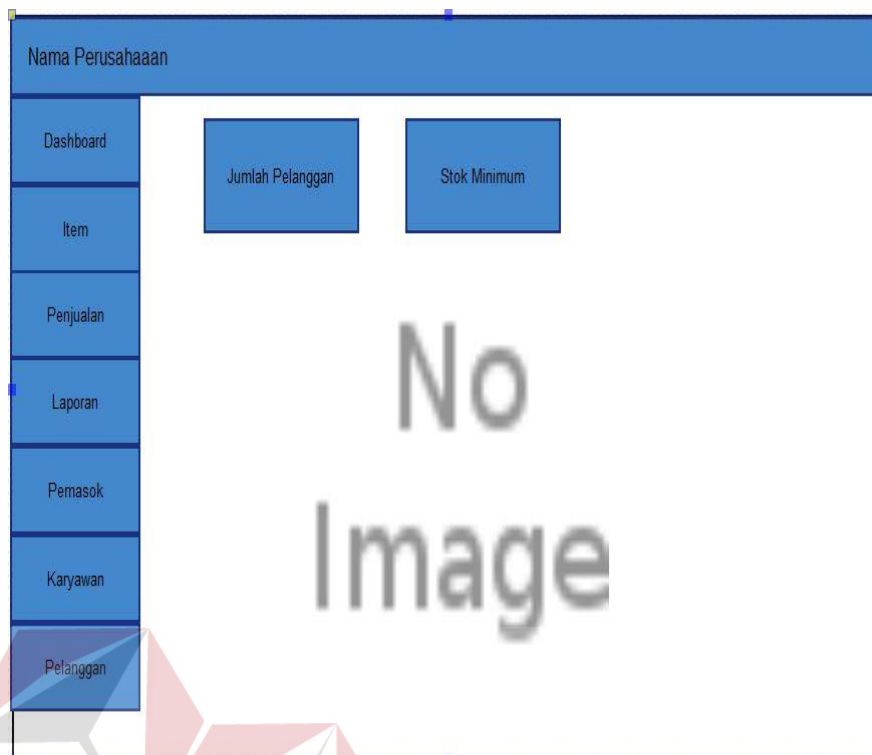 Nama Perusahaaan
Dashboard
Item
Penjualan
Laporan
Pemasok
Karyawan
Pelanggan
Jumlah Pelanggan
Stok Minimum
No
Image